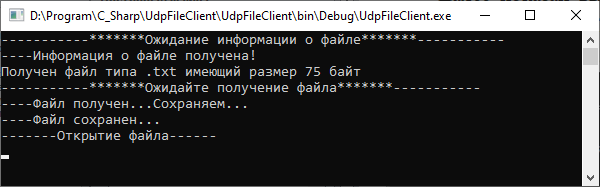 D:\Program\C_Sharp\UdpFileClient\UdpFileClient\bin\Debug\UdpFileClient.exe
-----------*******Ожидание информации о файле*******-----------
----Информация о файле получена!
Получен файл типа .txt имеющий размер 75 байт
-----------*******Ожидайте получение файла*******-----------
----Файл получен...Сохраняем...
----Файл сохранен...
-------Открытие файла------